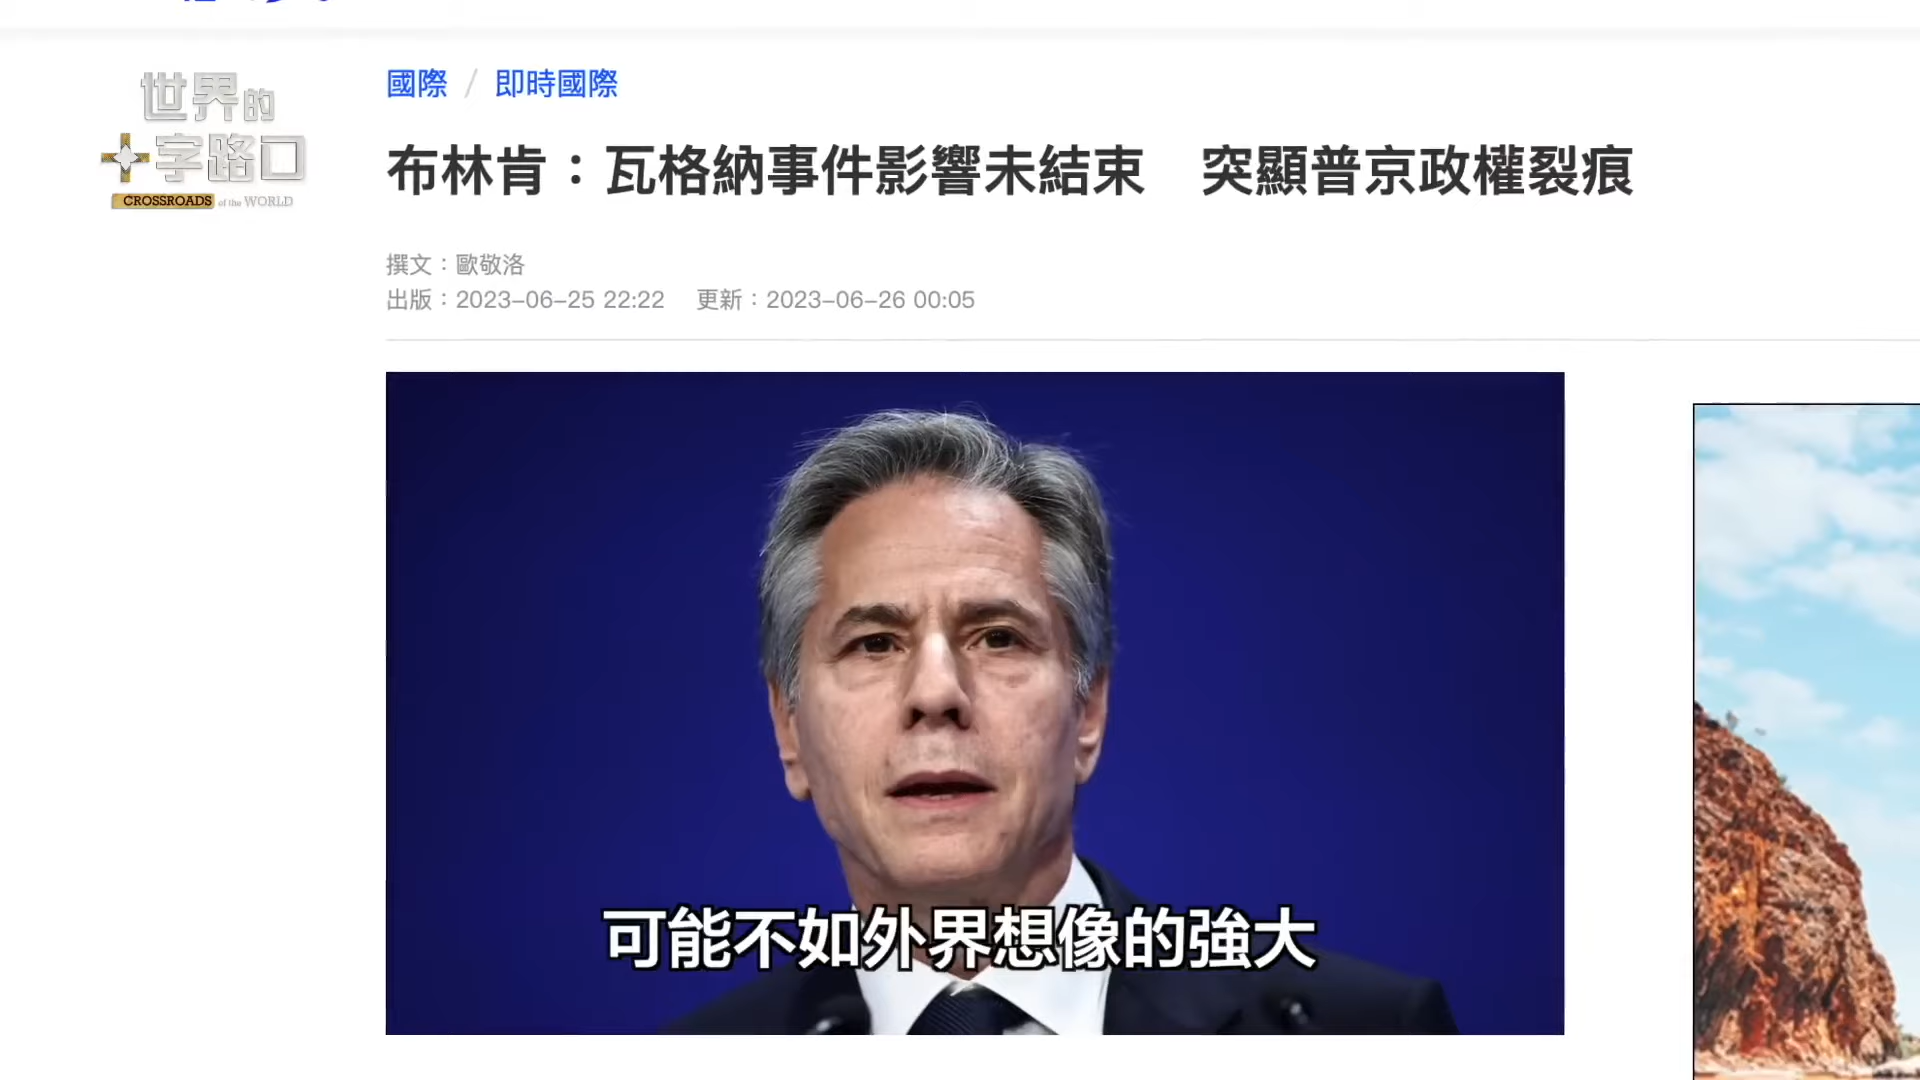 世界的
十字路口
CROSSROADS of the WORLD
國際 / 即時國際
布林肯：瓦格納事件影響未結束　突顯普京政權裂痕
撰文：歐敬洛
出版：2023-06-25 22:22 更新：2023-06-26 00:05
可能不如外界想像的強大